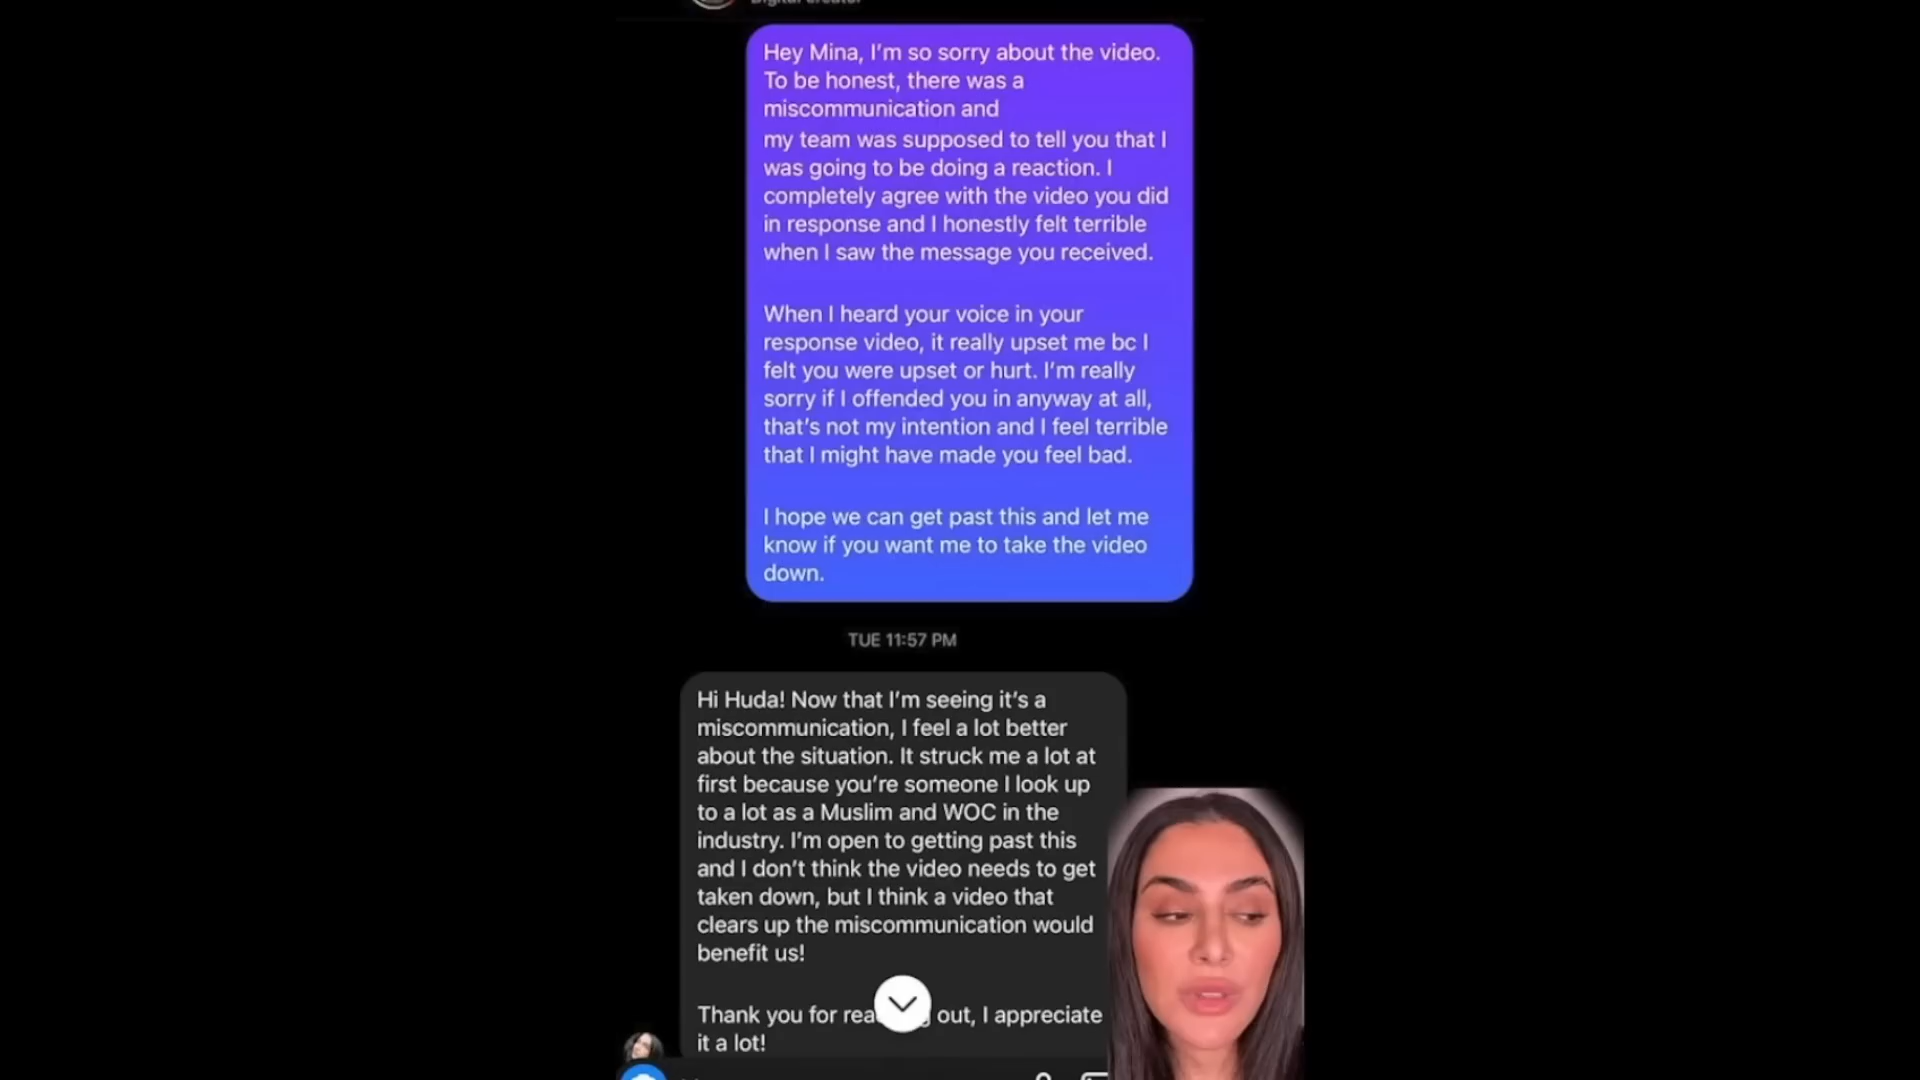 Digital creator
Hey Mina, I'm so sorry about the video.
To be honest, there was a
miscommunication and
my team was supposed to tell you that I
was going to be doing a reaction. I
completely agree with the video you did
in response and I honestly felt terrible
when I saw the message you received.
When I heard your voice in your
response video, it really upset me bc I
felt you were upset or hurt. I'm really
sorry if I offended you in anyway at all,
that's not my intention and I feel terrible
that I might have made you feel bad.
I hope we can get past this and let me
know if you want me to take the video
down.
TUE 11:57 PM
Hi Huda! Now that I'm seeing it's a
miscommunication, I feel a lot better
about the situation. It struck me a lot at
first because you're someone I look up
to a lot as a Muslim and WOC in the
industry. I'm open to getting past this
and I don't think the video needs to get
taken down, but I think a video that
clears up the miscommunication would
benefit us!
Thank you for rea out, I appreciate
it a lot!